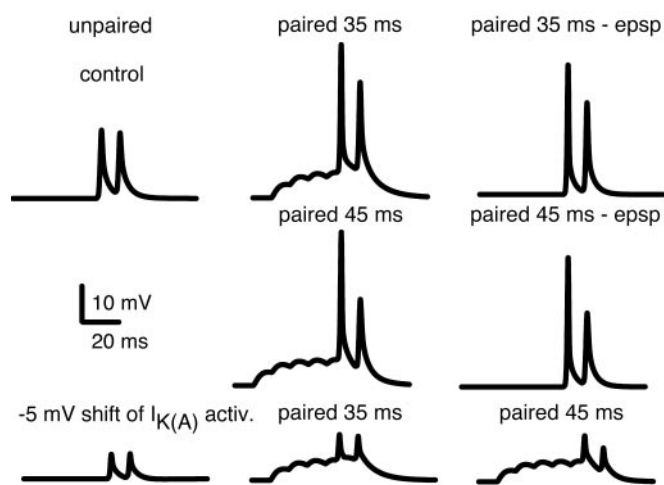 unpaired
control
paired 35 ms
paired 35 ms - epsp
paired 45 ms
paired 45 ms - epsp
10 mV
20 ms
-5 mV shift of I_K(A) activ.
paired 35 ms
paired 45 ms